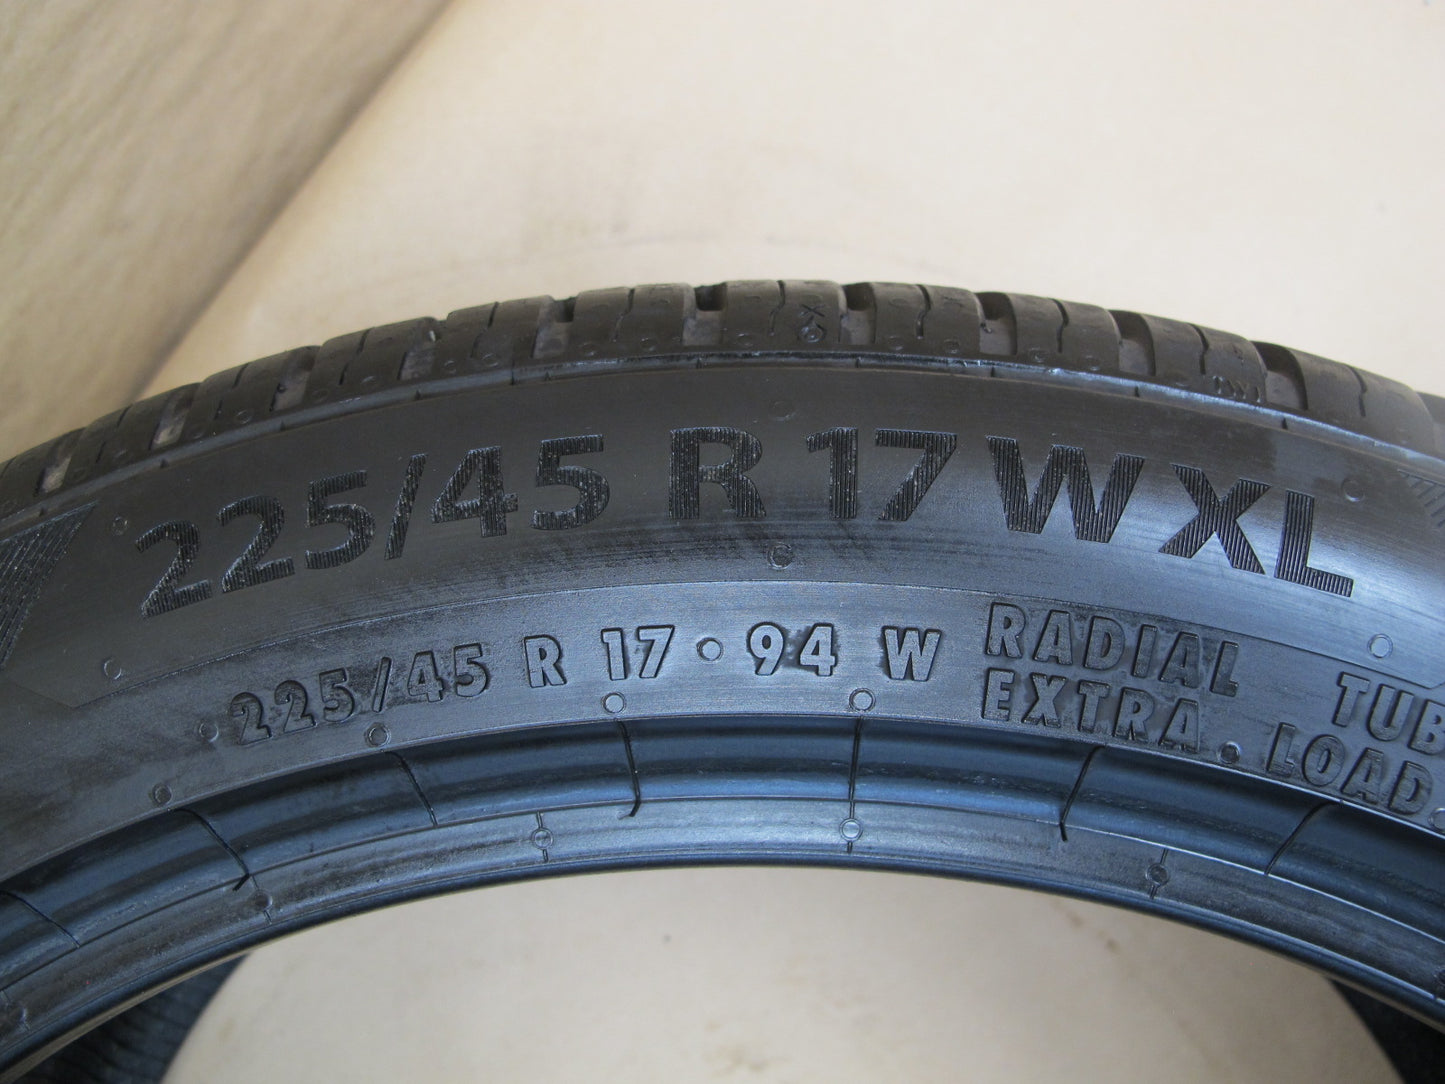 225/45 R 17 W XL
225/45 R 17 · 94 W
RADIAL
EXTRA LOAD